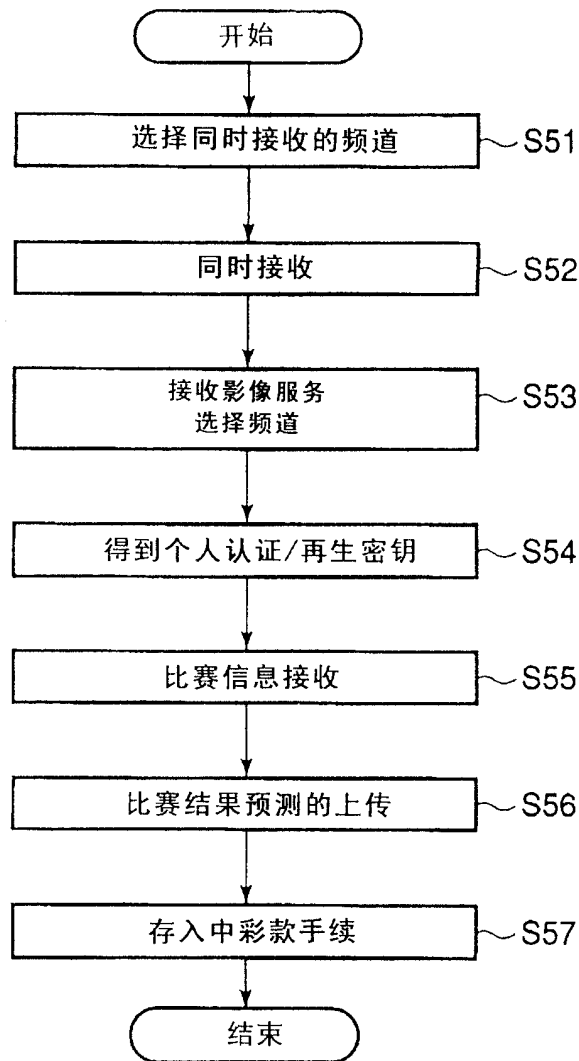 开始
选择同时接收的频道
S51
同时接收
S52
接收影像服务
选择频道
S53
得到个人认证/再生密钥
S54
比赛信息接收
S55
比赛结果预测的上传
S56
存入中彩款手续
S57
结束